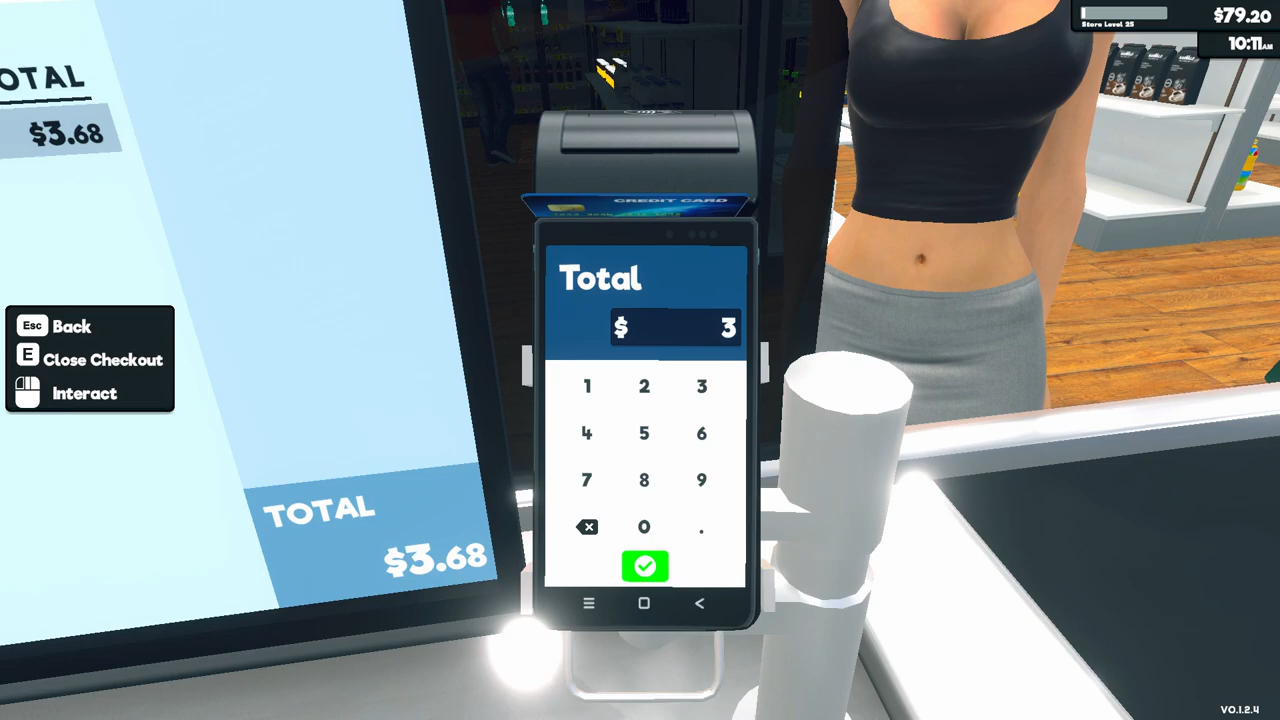 OTAL
$3.68
TOTAL
$3.68
Esc Back
E Close Checkout
Interact
CREDIT CARD
Total
$ 3
1 2 3
4 5 6
7 8 9
0 .
Store Level 25
$79.20
10:11AM
V0.1.2.4